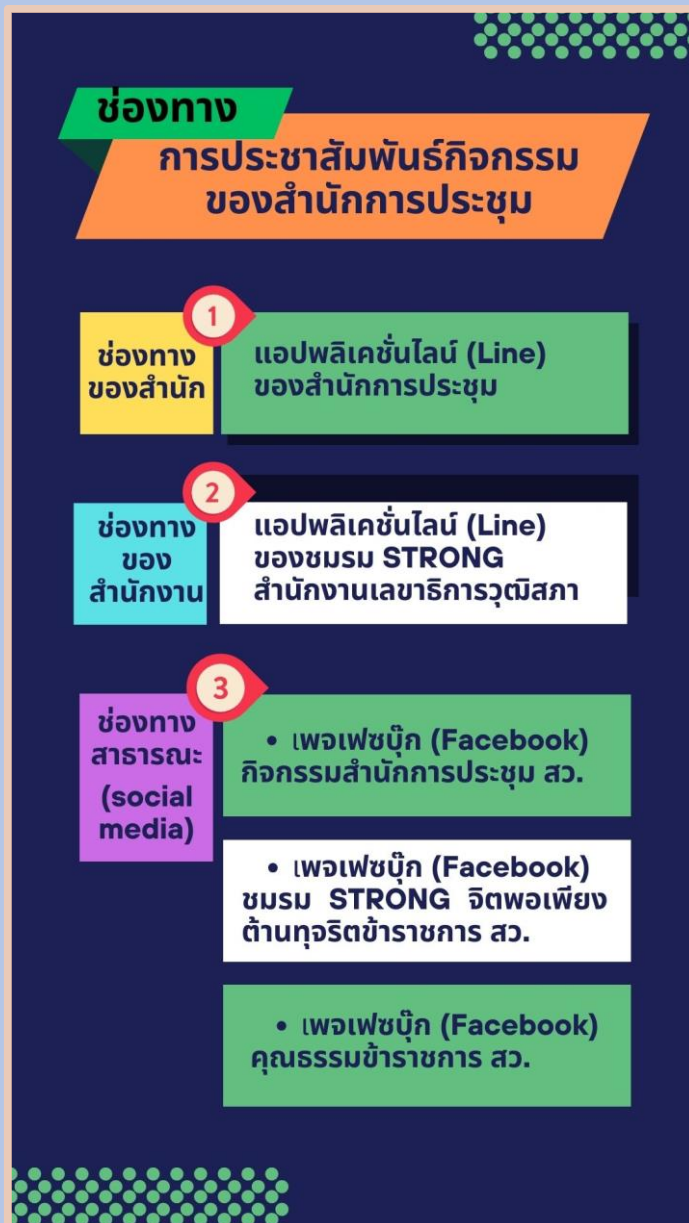 ช่องทาง
การประชาสัมพันธ์กิจกรรม
ของสำนักการประชุม
1
ช่องทาง
ของสำนัก
แอปพลิเคชั่นไลน์ (Line)
ของสำนักการประชุม
2
ช่องทาง
ของ
สำนักงาน
แอปพลิเคชั่นไลน์ (Line)
ของชมรม STRONG
สำนักงานเลขาธิการวุฒิสภา
3
ช่องทาง
สาธารณะ
(social
media)
• เพจเฟซบุ๊ก (Facebook)
กิจกรรมสำนักการประชุม สว.
• เพจเฟซบุ๊ก (Facebook)
ชมรม STRONG จิตพอเพียง
ต้านทุจริตข้าราชการ สว.
• เพจเฟซบุ๊ก (Facebook)
คุณธรรมข้าราชการ สว.